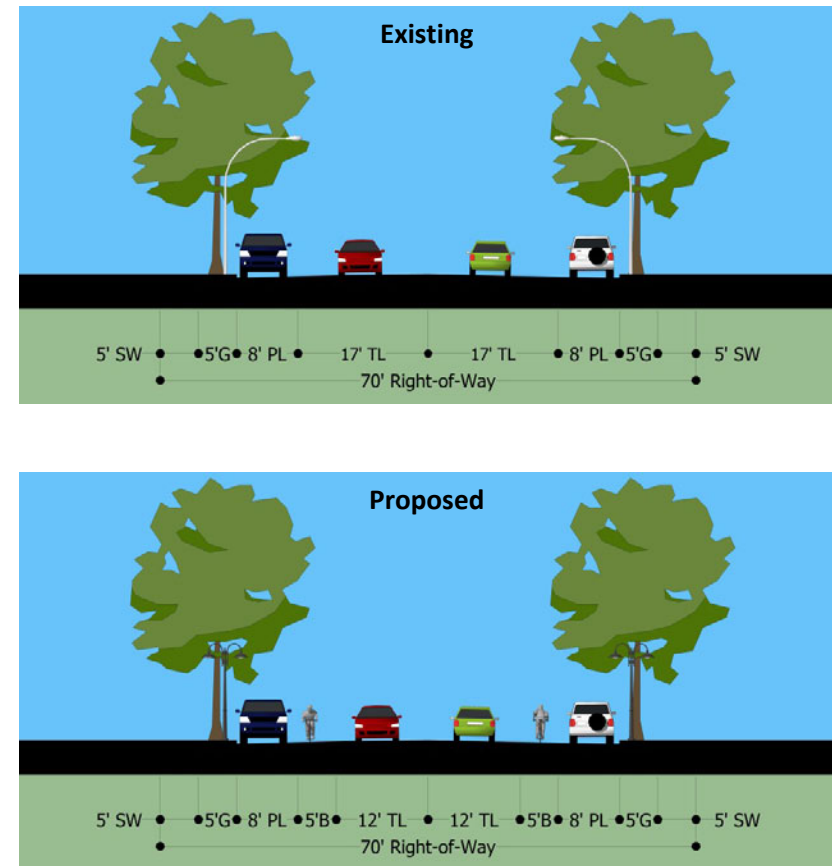 Existing
5' SW 5'G 8' PL 17' TL 17' TL 8' PL 5'G 5' SW
70' Right-of-Way
Proposed
5' SW 5'G 8' PL 5'B 12' TL 12' TL 5'B 8' PL 5'G 5' SW
70' Right-of-Way